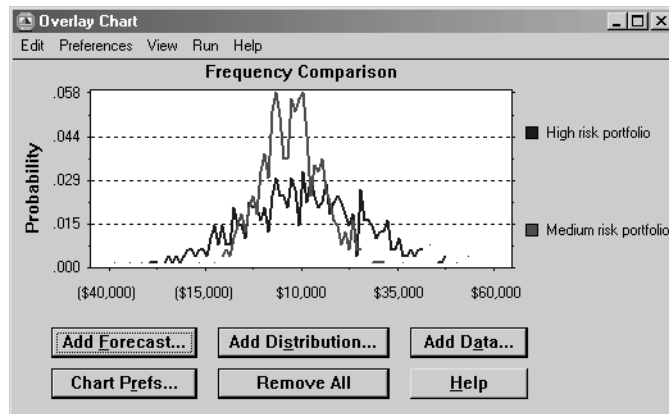 Overlay Chart
Edit Preferences View Run Help
Frequency Comparison
Probability
.058
.044
.029
.015
.000
($40,000) ($15,000) $10,000 $35,000 $60,000
High risk portfolio
Medium risk portfolio
Add Forecast... Add Distribution... Add Data...
Chart Prefs... Remove All Help